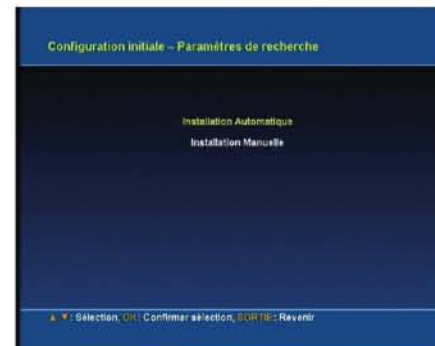 Configuration initiale – Paramètres de recherche
Installation Automatique
Installation Manuelle
▲ ▼: Sélection, OK: Confirmer sélection, SORTIE: Revenir